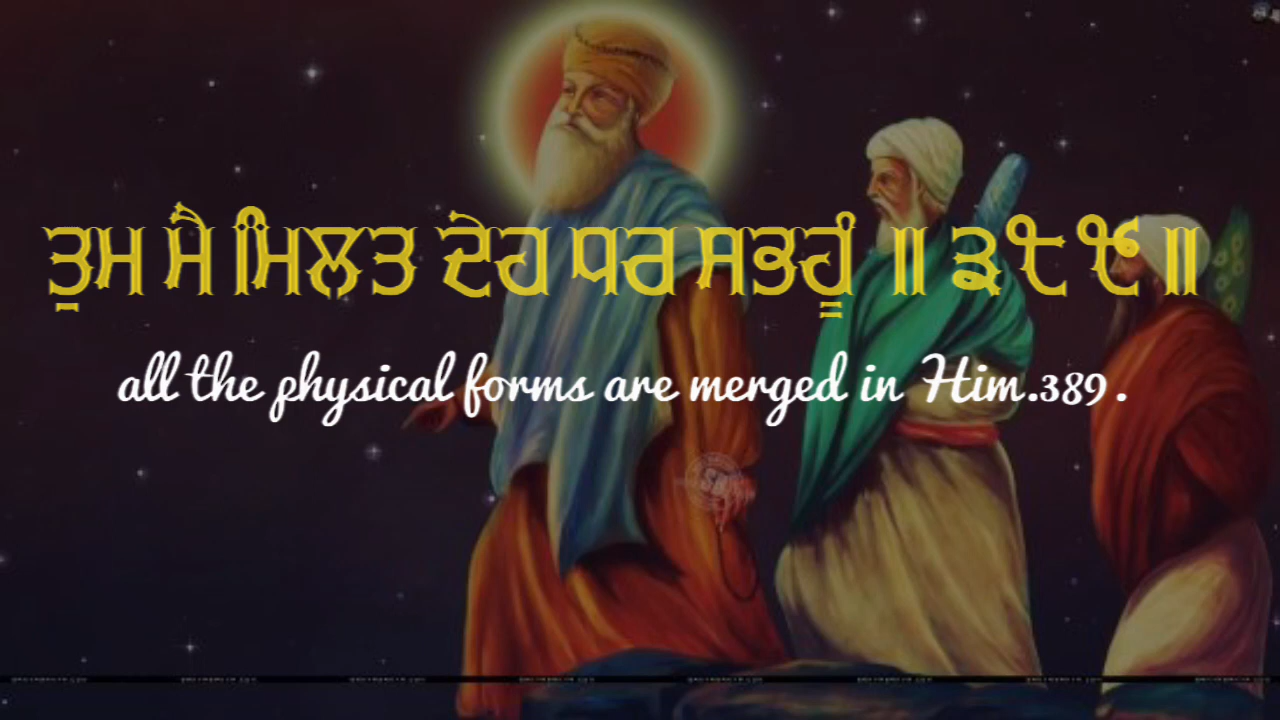 ਤੁਮ ਮੈ ਮਿਲਤ ਦੇਹ ਧਰ ਸਭਹੂੰ ॥੩੮੯॥
all the physical forms are merged in Him.389 .